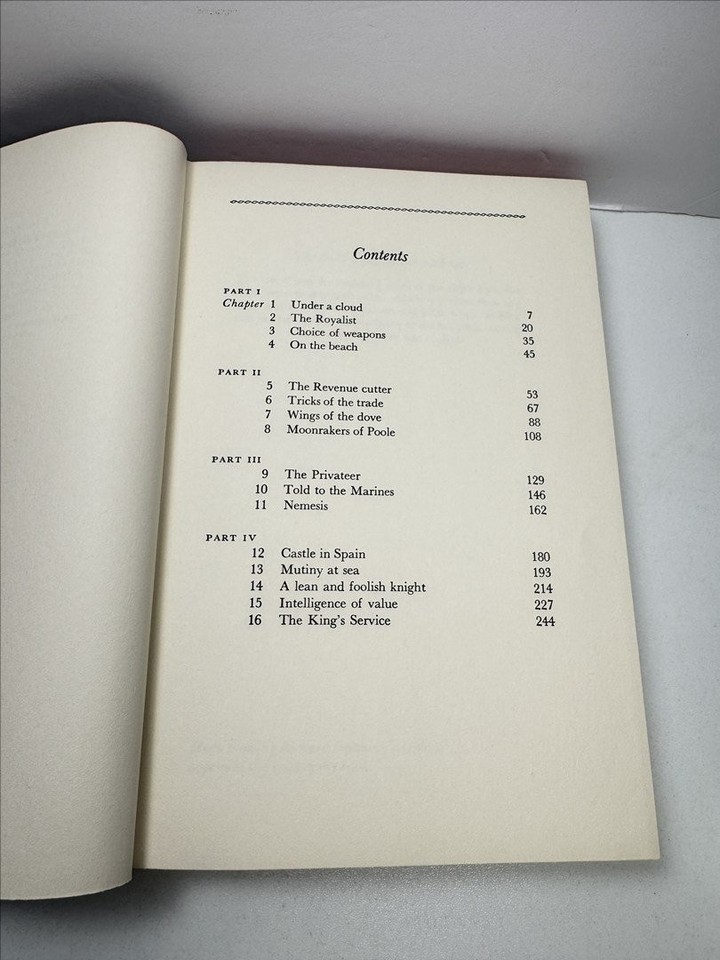 Contents
PART I
Chapter 1 Under a cloud 7
2 The Royalist 20
3 Choice of weapons 35
4 On the beach 45
PART II
5 The Revenue cutter 53
6 Tricks of the trade 67
7 Wings of the dove 88
8 Moonrakers of Poole 108
PART III
9 The Privateer 129
10 Told to the Marines 146
11 Nemesis 162
PART IV
12 Castle in Spain 180
13 Mutiny at sea 193
14 A lean and foolish knight 214
15 Intelligence of value 227
16 The King's Service 244